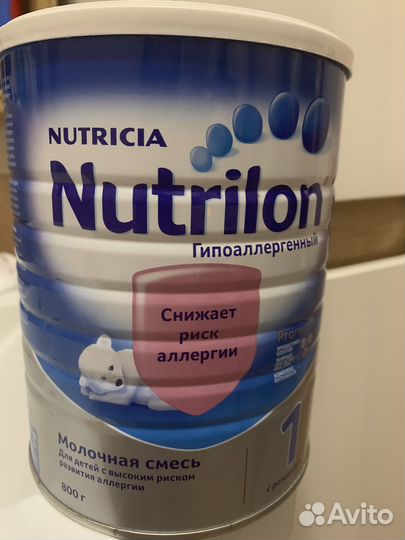 NUTRICIA
Nutrilon
Гипоаллергенный
Снижает
риск
аллергии
1
Молочная смесь
Для детей с высоким риском
развития аллергии
800 г
Avito